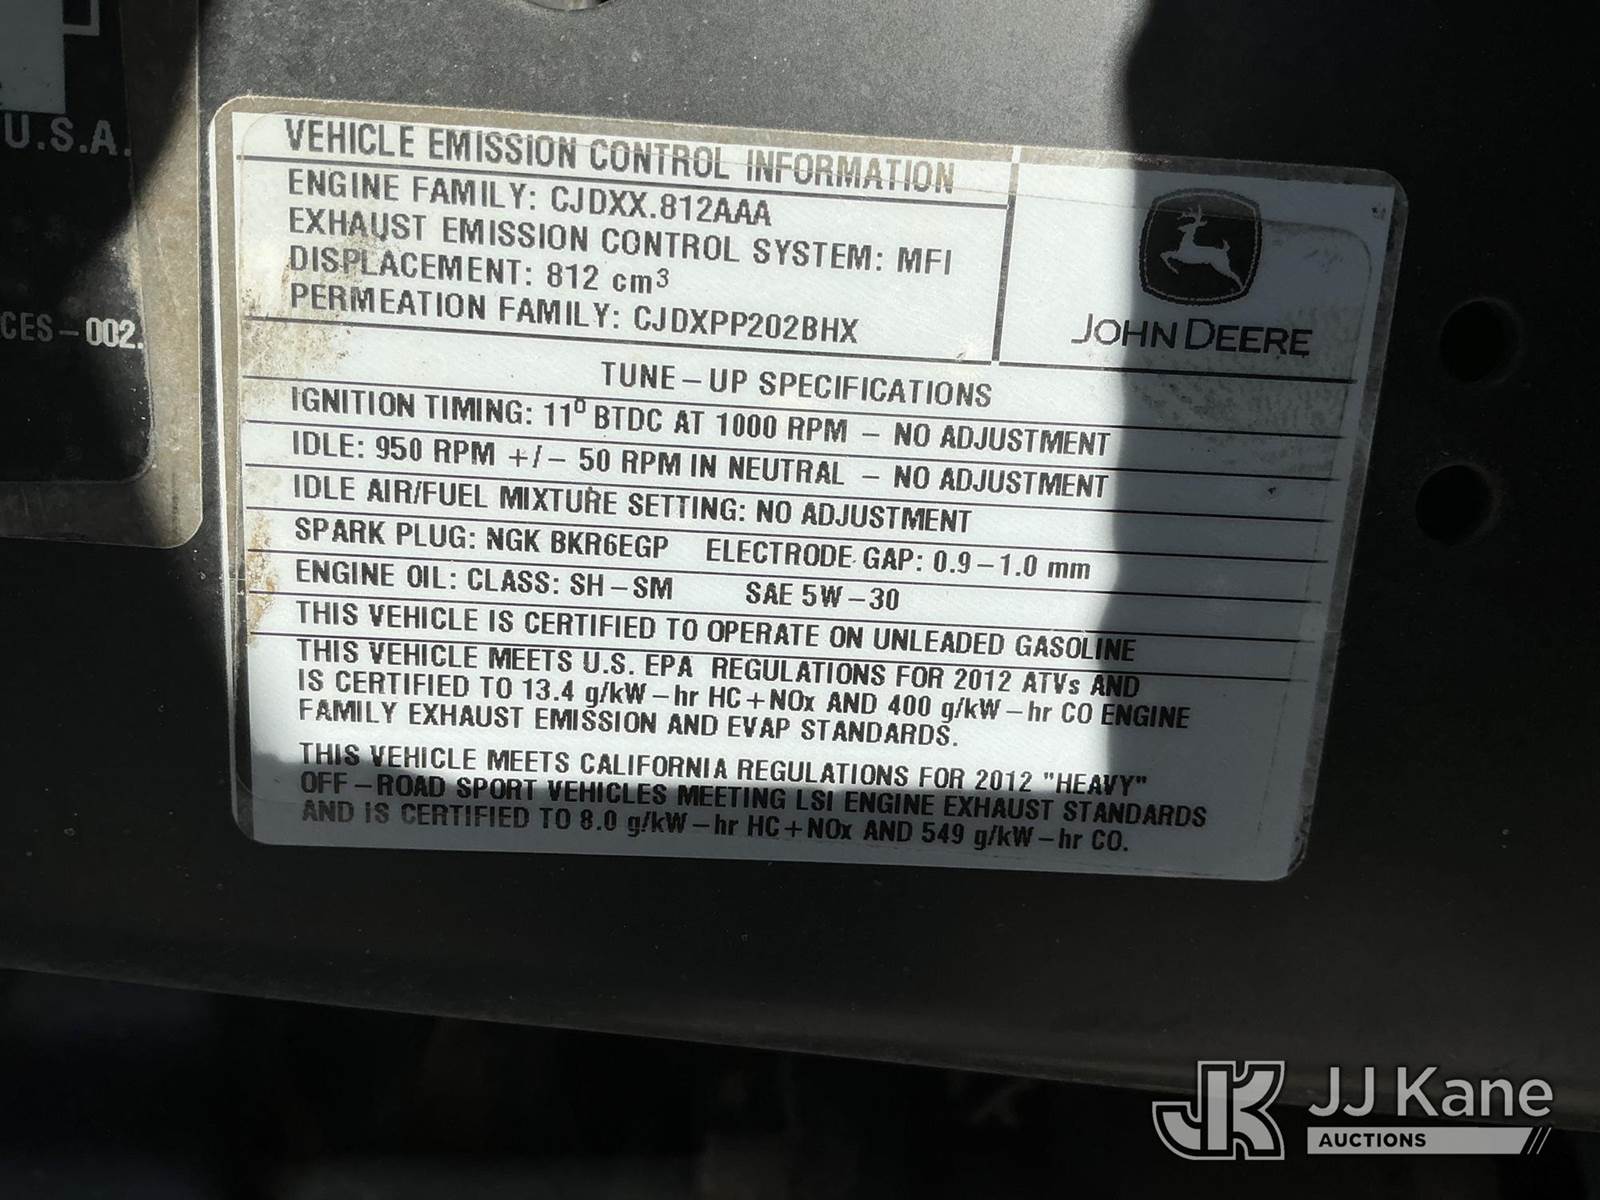 U.S.A.
CES-002.
VEHICLE EMISSION CONTROL INFORMATION
ENGINE FAMILY: CJDXX.812AAA
EXHAUST EMISSION CONTROL SYSTEM: MFI
DISPLACEMENT: 812 cm³
PERMEATION FAMILY: CJDXPP202BHX
JOHN DEERE
TUNE-UP SPECIFICATIONS
IGNITION TIMING: 11° BTDC AT 1000 RPM - NO ADJUSTMENT
IDLE: 950 RPM +/- 50 RPM IN NEUTRAL - NO ADJUSTMENT
IDLE AIR/FUEL MIXTURE SETTING: NO ADJUSTMENT
SPARK PLUG: NGK BKR6EGP ELECTRODE GAP: 0.9-1.0 mm
ENGINE OIL: CLASS: SH-SM SAE 5W-30
THIS VEHICLE IS CERTIFIED TO OPERATE ON UNLEADED GASOLINE
THIS VEHICLE MEETS U.S. EPA REGULATIONS FOR 2012 ATVs AND
IS CERTIFIED TO 13.4 g/kW-hr HC+NOx AND 400 g/kW-hr CO ENGINE
FAMILY EXHAUST EMISSION AND EVAP STANDARDS.
THIS VEHICLE MEETS CALIFORNIA REGULATIONS FOR 2012 "HEAVY"
OFF-ROAD SPORT VEHICLES MEETING LSI ENGINE EXHAUST STANDARDS
AND IS CERTIFIED TO 8.0 g/kW-hr HC+NOx AND 549 g/kW-hr CO.
JK JJ Kane
AUCTIONS